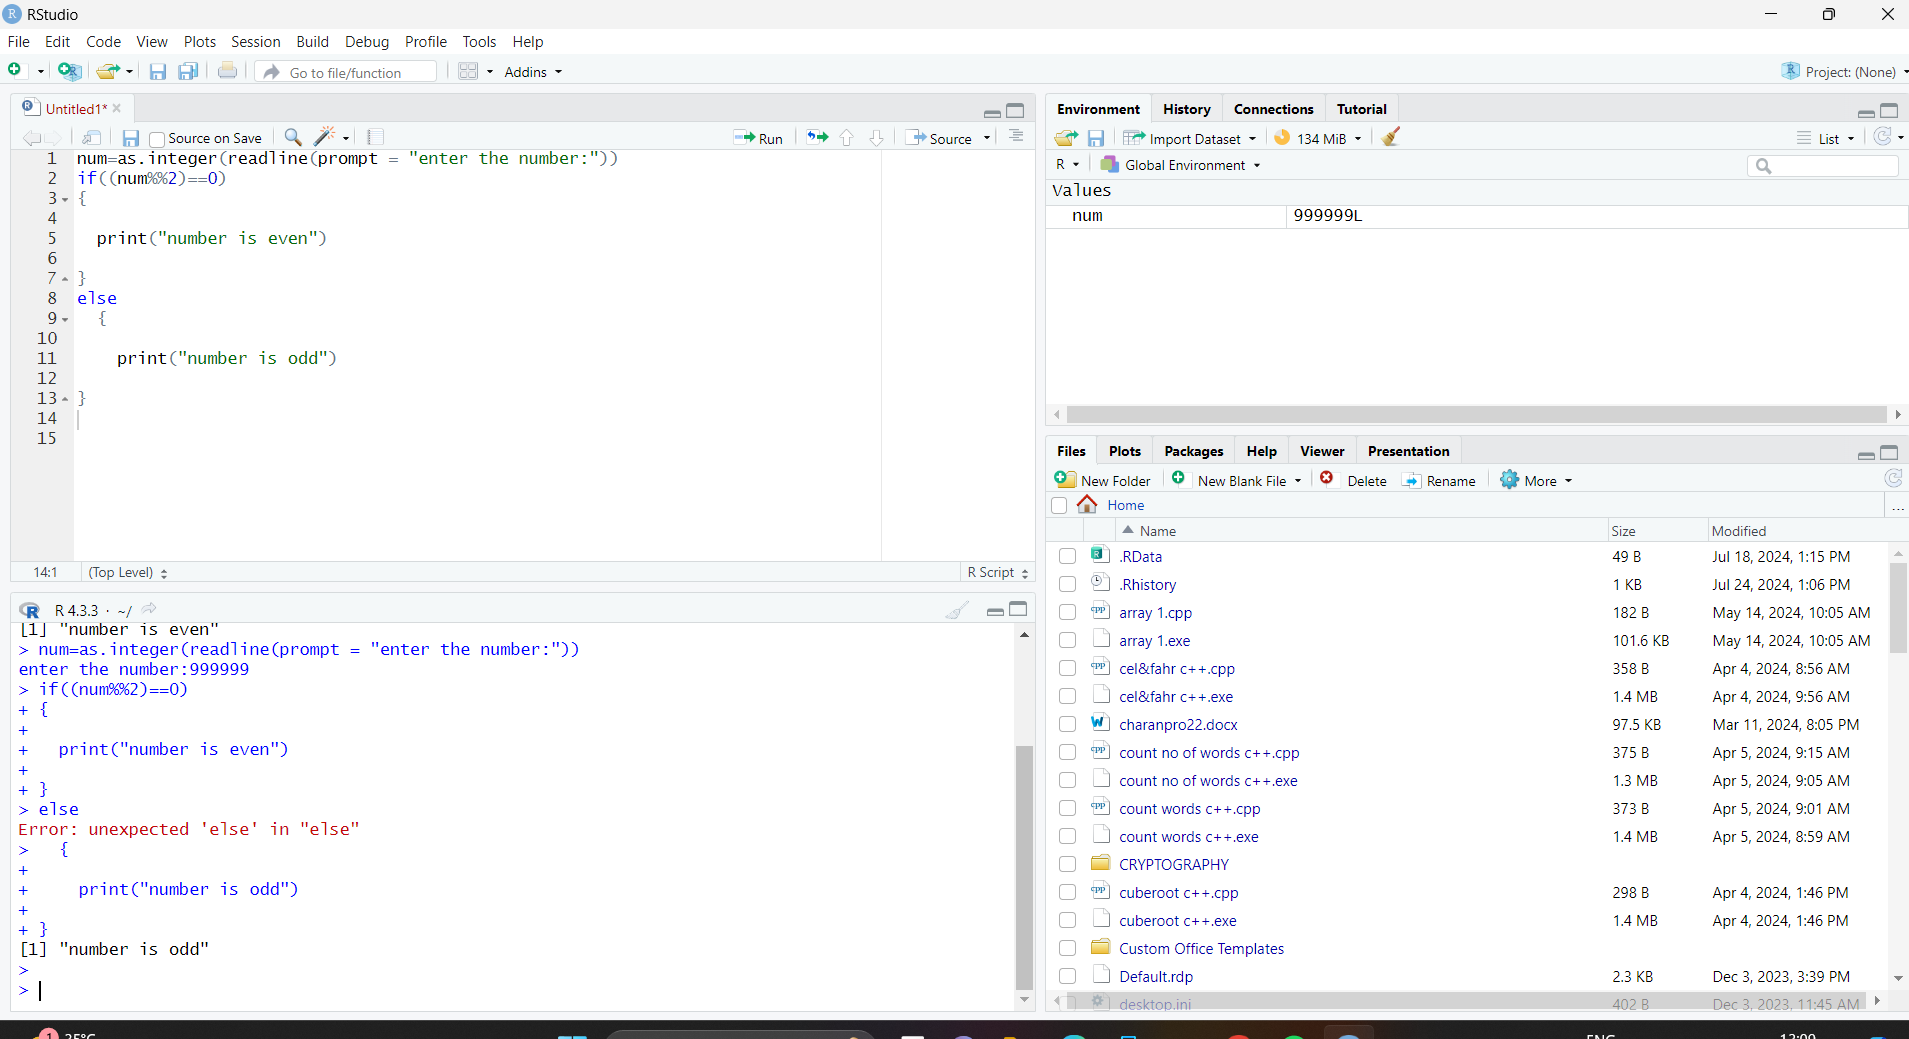 RStudio
File Edit Code View Plots Session Build Debug Profile Tools Help
Go to file/function Addins Project: (None)
Untitled1*
Source on Save Run Source
1 num=as.integer(readline(prompt = "enter the number:"))
2 if((num%%2)==0)
3 {
4
5 print("number is even")
6
7 }
8 else
9 {
10
11 print("number is odd")
12
13 }
14
15
14:1 (Top Level) R Script
R 4.3.3 · ~/
[1] "number is even"
> num=as.integer(readline(prompt = "enter the number:"))
enter the number:999999
> if((num%%2)==0)
+ {
+
+ print("number is even")
+
+ }
> else
Error: unexpected 'else' in "else"
> {
+
+ print("number is odd")
+
+ }
[1] "number is odd"
>
>
Environment History Connections Tutorial
Import Dataset 134 MiB List
R Global Environment
Values
num 999999L
Files Plots Packages Help Viewer Presentation
New Folder New Blank File Delete Rename More
Home ...
Name Size Modified
.RData 49 B Jul 18, 2024, 1:15 PM
.Rhistory 1 KB Jul 24, 2024, 1:06 PM
array 1.cpp 182 B May 14, 2024, 10:05 AM
array 1.exe 101.6 KB May 14, 2024, 10:05 AM
cel&fahr c++.cpp 358 B Apr 4, 2024, 8:56 AM
cel&fahr c++.exe 1.4 MB Apr 4, 2024, 9:56 AM
charanpro22.docx 97.5 KB Mar 11, 2024, 8:05 PM
count no of words c++.cpp 375 B Apr 5, 2024, 9:15 AM
count no of words c++.exe 1.3 MB Apr 5, 2024, 9:05 AM
count words c++.cpp 373 B Apr 5, 2024, 9:01 AM
count words c++.exe 1.4 MB Apr 5, 2024, 8:59 AM
CRYPTOGRAPHY
cuberoot c++.cpp 298 B Apr 4, 2024, 1:46 PM
cuberoot c++.exe 1.4 MB Apr 4, 2024, 1:46 PM
Custom Office Templates
Default.rdp 2.3 KB Dec 3, 2023, 3:39 PM
desktop.ini 402 B Dec 3, 2023, 11:45 AM
1